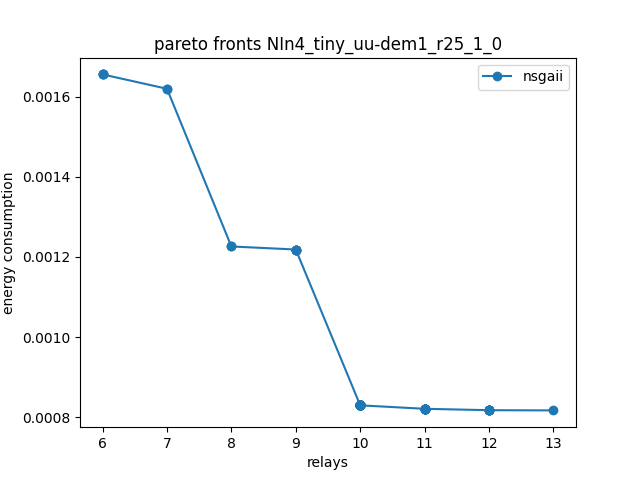 pareto fronts NIn4_tiny_uu-dem1_r25_1_0
nsgaii
energy consumption
0.0016
0.0014
0.0012
0.0010
0.0008
6 7 8 9 10 11 12 13
relays